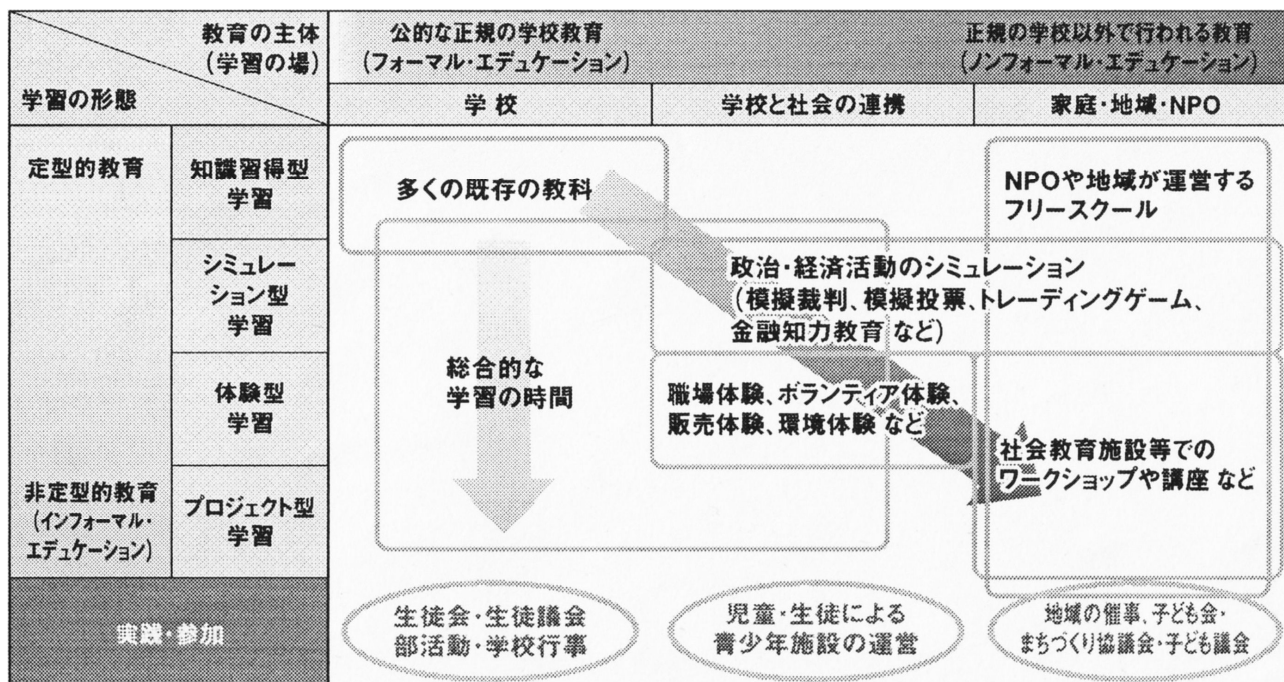 教育の主体
(学習の場)
学習の形態
公的な正規の学校教育
(フォーマル・エデュケーション)
正規の学校以外で行われる教育
(ノンフォーマル・エデュケーション)
学校
学校と社会の連携
家庭・地域・NPO
定型的教育
知識習得型
学習
多くの既存の教科
NPOや地域が運営する
フリースクール
シミュレー
ション型
学習
政治・経済活動のシミュレーション
(模擬裁判、模擬投票、トレーディングゲーム、
金融知力教育 など)
体験型
学習
総合的な
学習の時間
職場体験、ボランティア体験、
販売体験、環境体験 など
社会教育施設等での
ワークショップや講座 など
非定型的教育
(インフォーマル・
エデュケーション)
プロジェクト型
学習
実践・参加
生徒会・生徒議会
部活動・学校行事
児童・生徒による
青少年施設の運営
地域の催事、子ども会・
まちづくり協議会・子ども議会